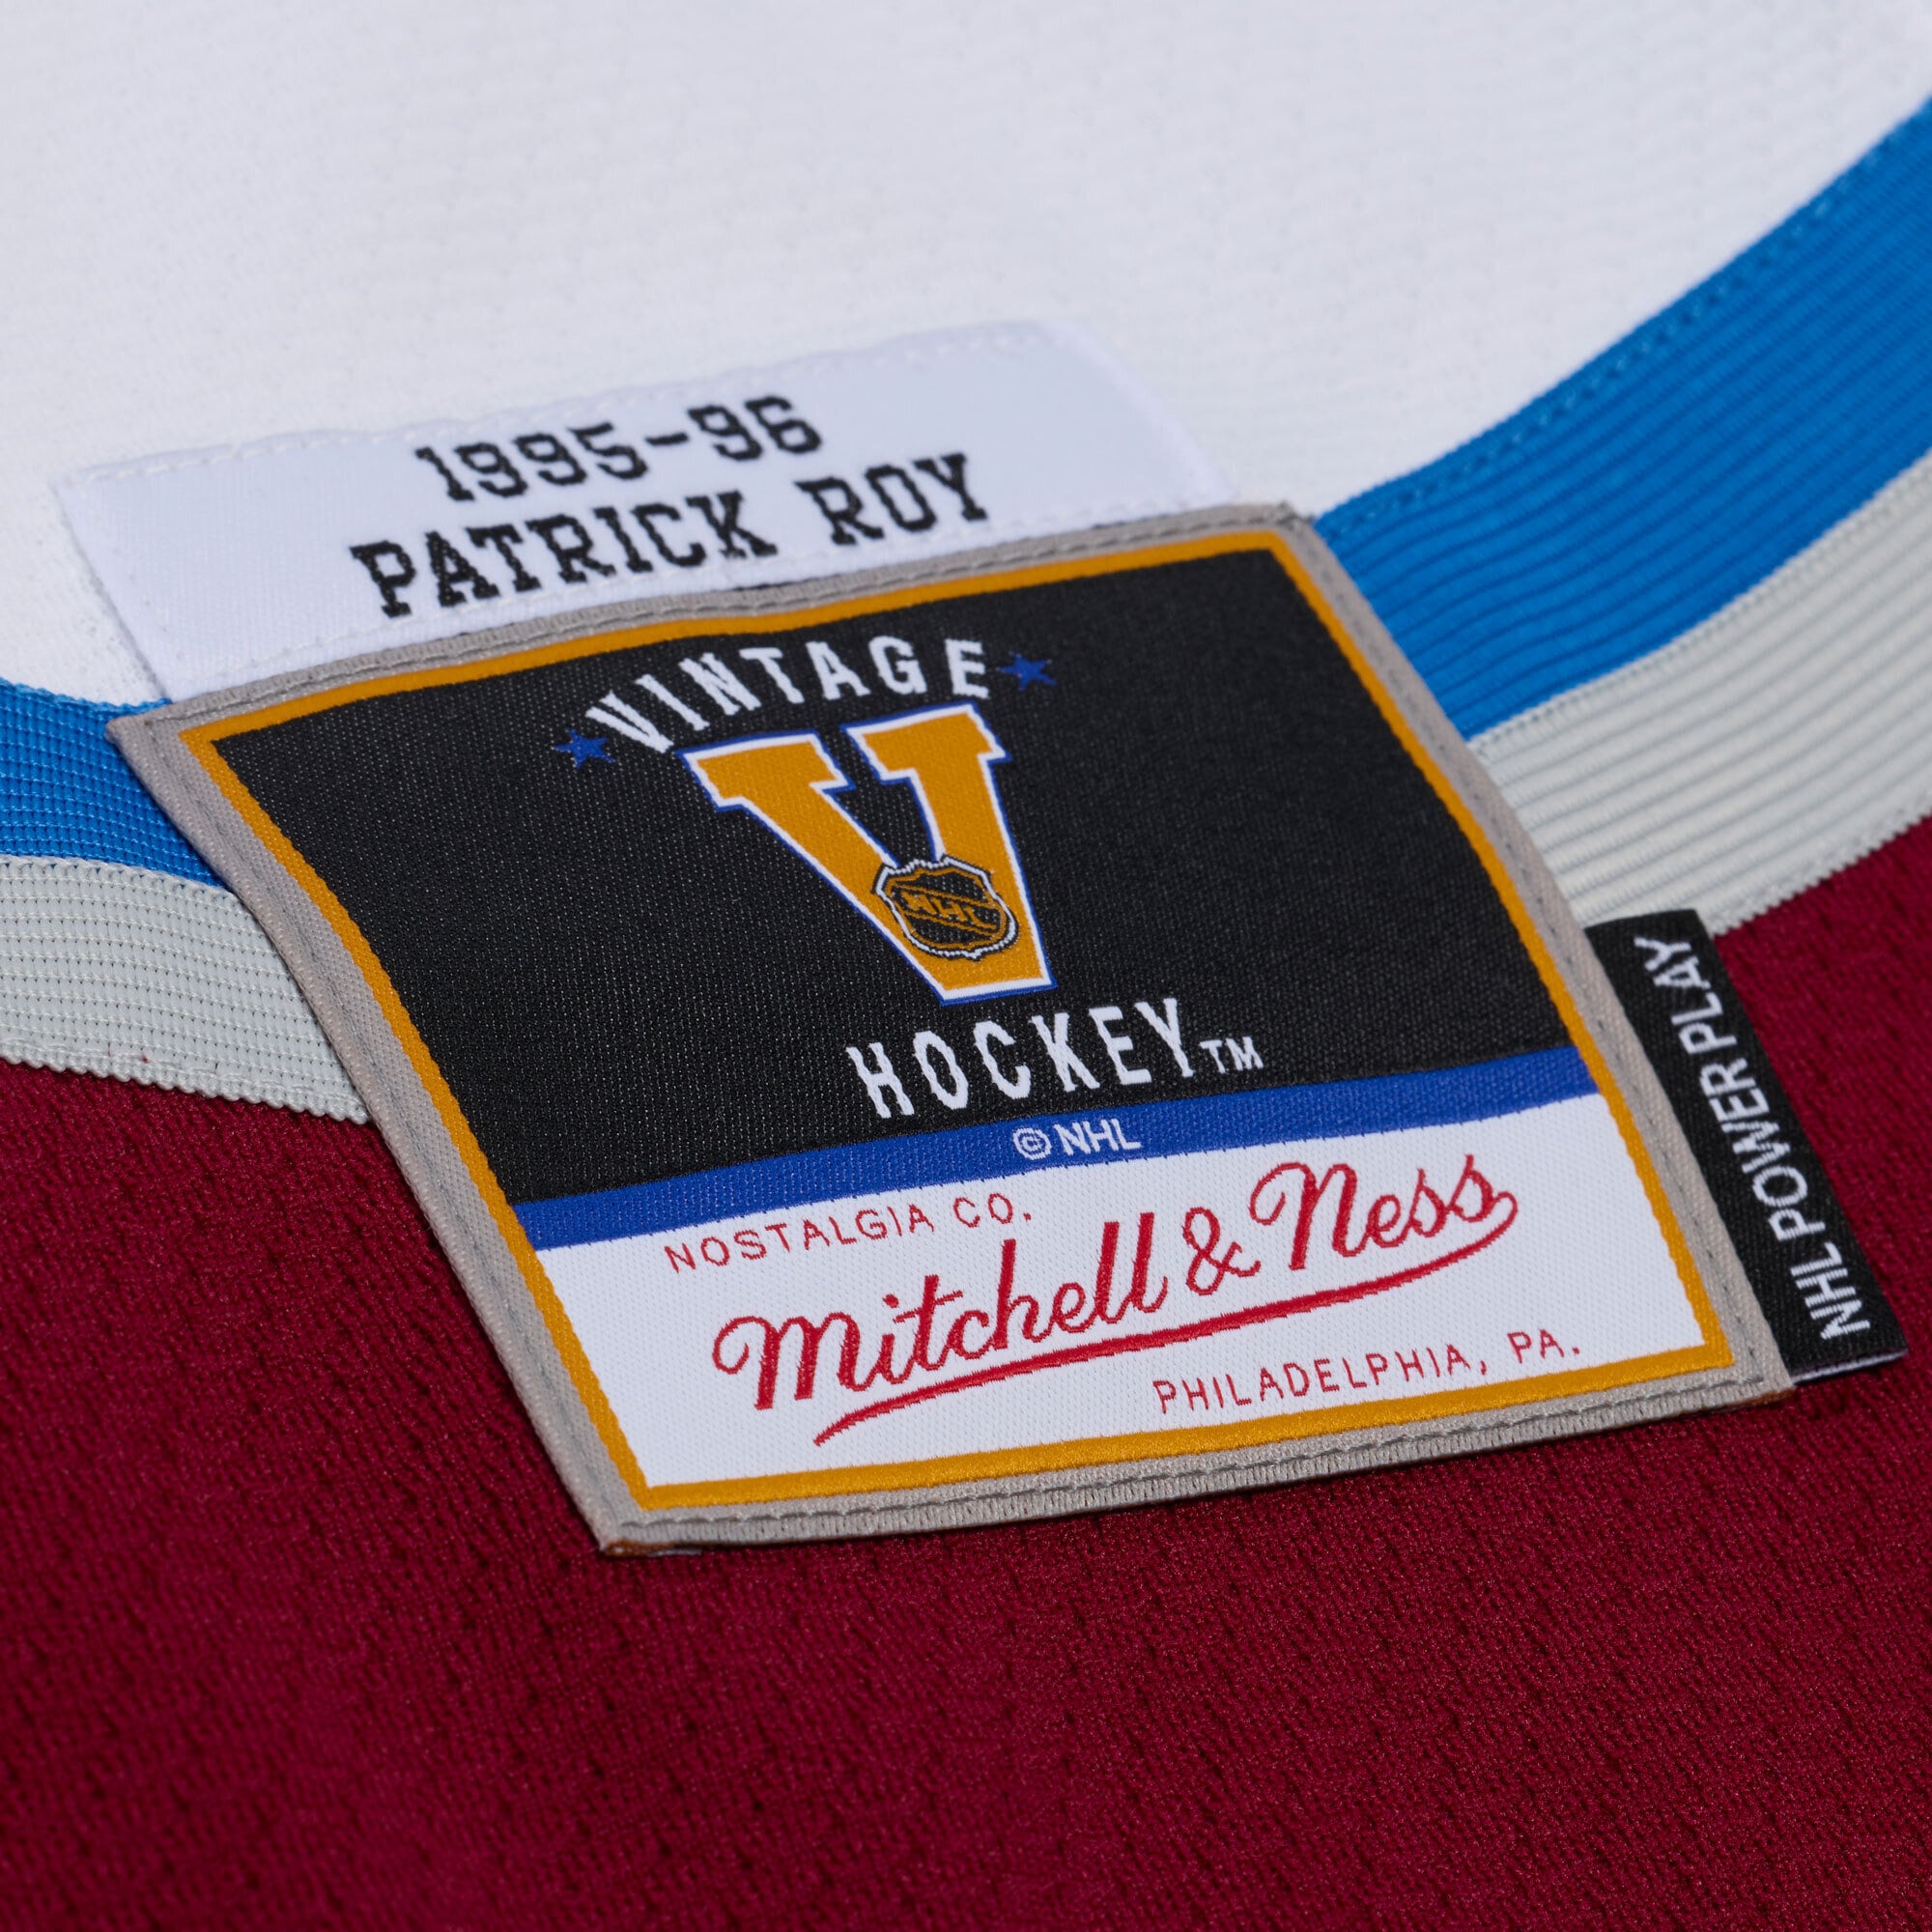 1995-96
PATRICK ROY
VINTAGE
V
NHL
HOCKEY™
© NHL
NOSTALGIA CO.
Mitchell & Ness
PHILADELPHIA, PA.
NHL POWER PLAY